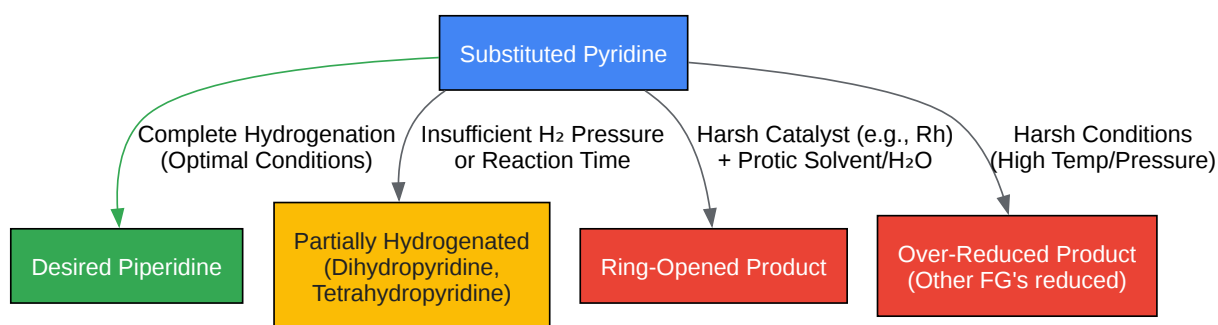 Substituted Pyridine
Complete Hydrogenation
(Optimal Conditions)
Insufficient H₂ Pressure
or Reaction Time
Harsh Catalyst (e.g., Rh)
+ Protic Solvent/H₂O
Harsh Conditions
(High Temp/Pressure)
Desired Piperidine
Partially Hydrogenated
(Dihydropyridine,
Tetrahydropyridine)
Ring-Opened Product
Over-Reduced Product
(Other FG's reduced)